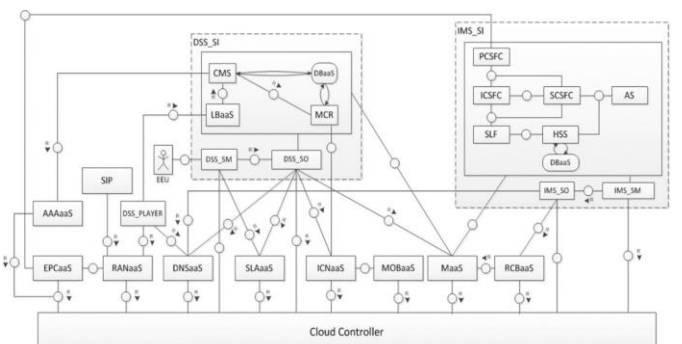 IMS_SI
DSS_SI
PCSFC
CMS
DBaaS
ICSFC
SCSFC
AS
LBaaS
MCR
SLF
HSS
DBaaS
EEU
DSS_SM
DSS_SO
SIP
IMS_SO
IMS_SM
AAAaaS
DSS_PLAYER
EPCaaS
RANaaS
DNSaaS
SLAaaS
ICNaaS
MOBaaS
MaaS
RCBaaS
Cloud Controller